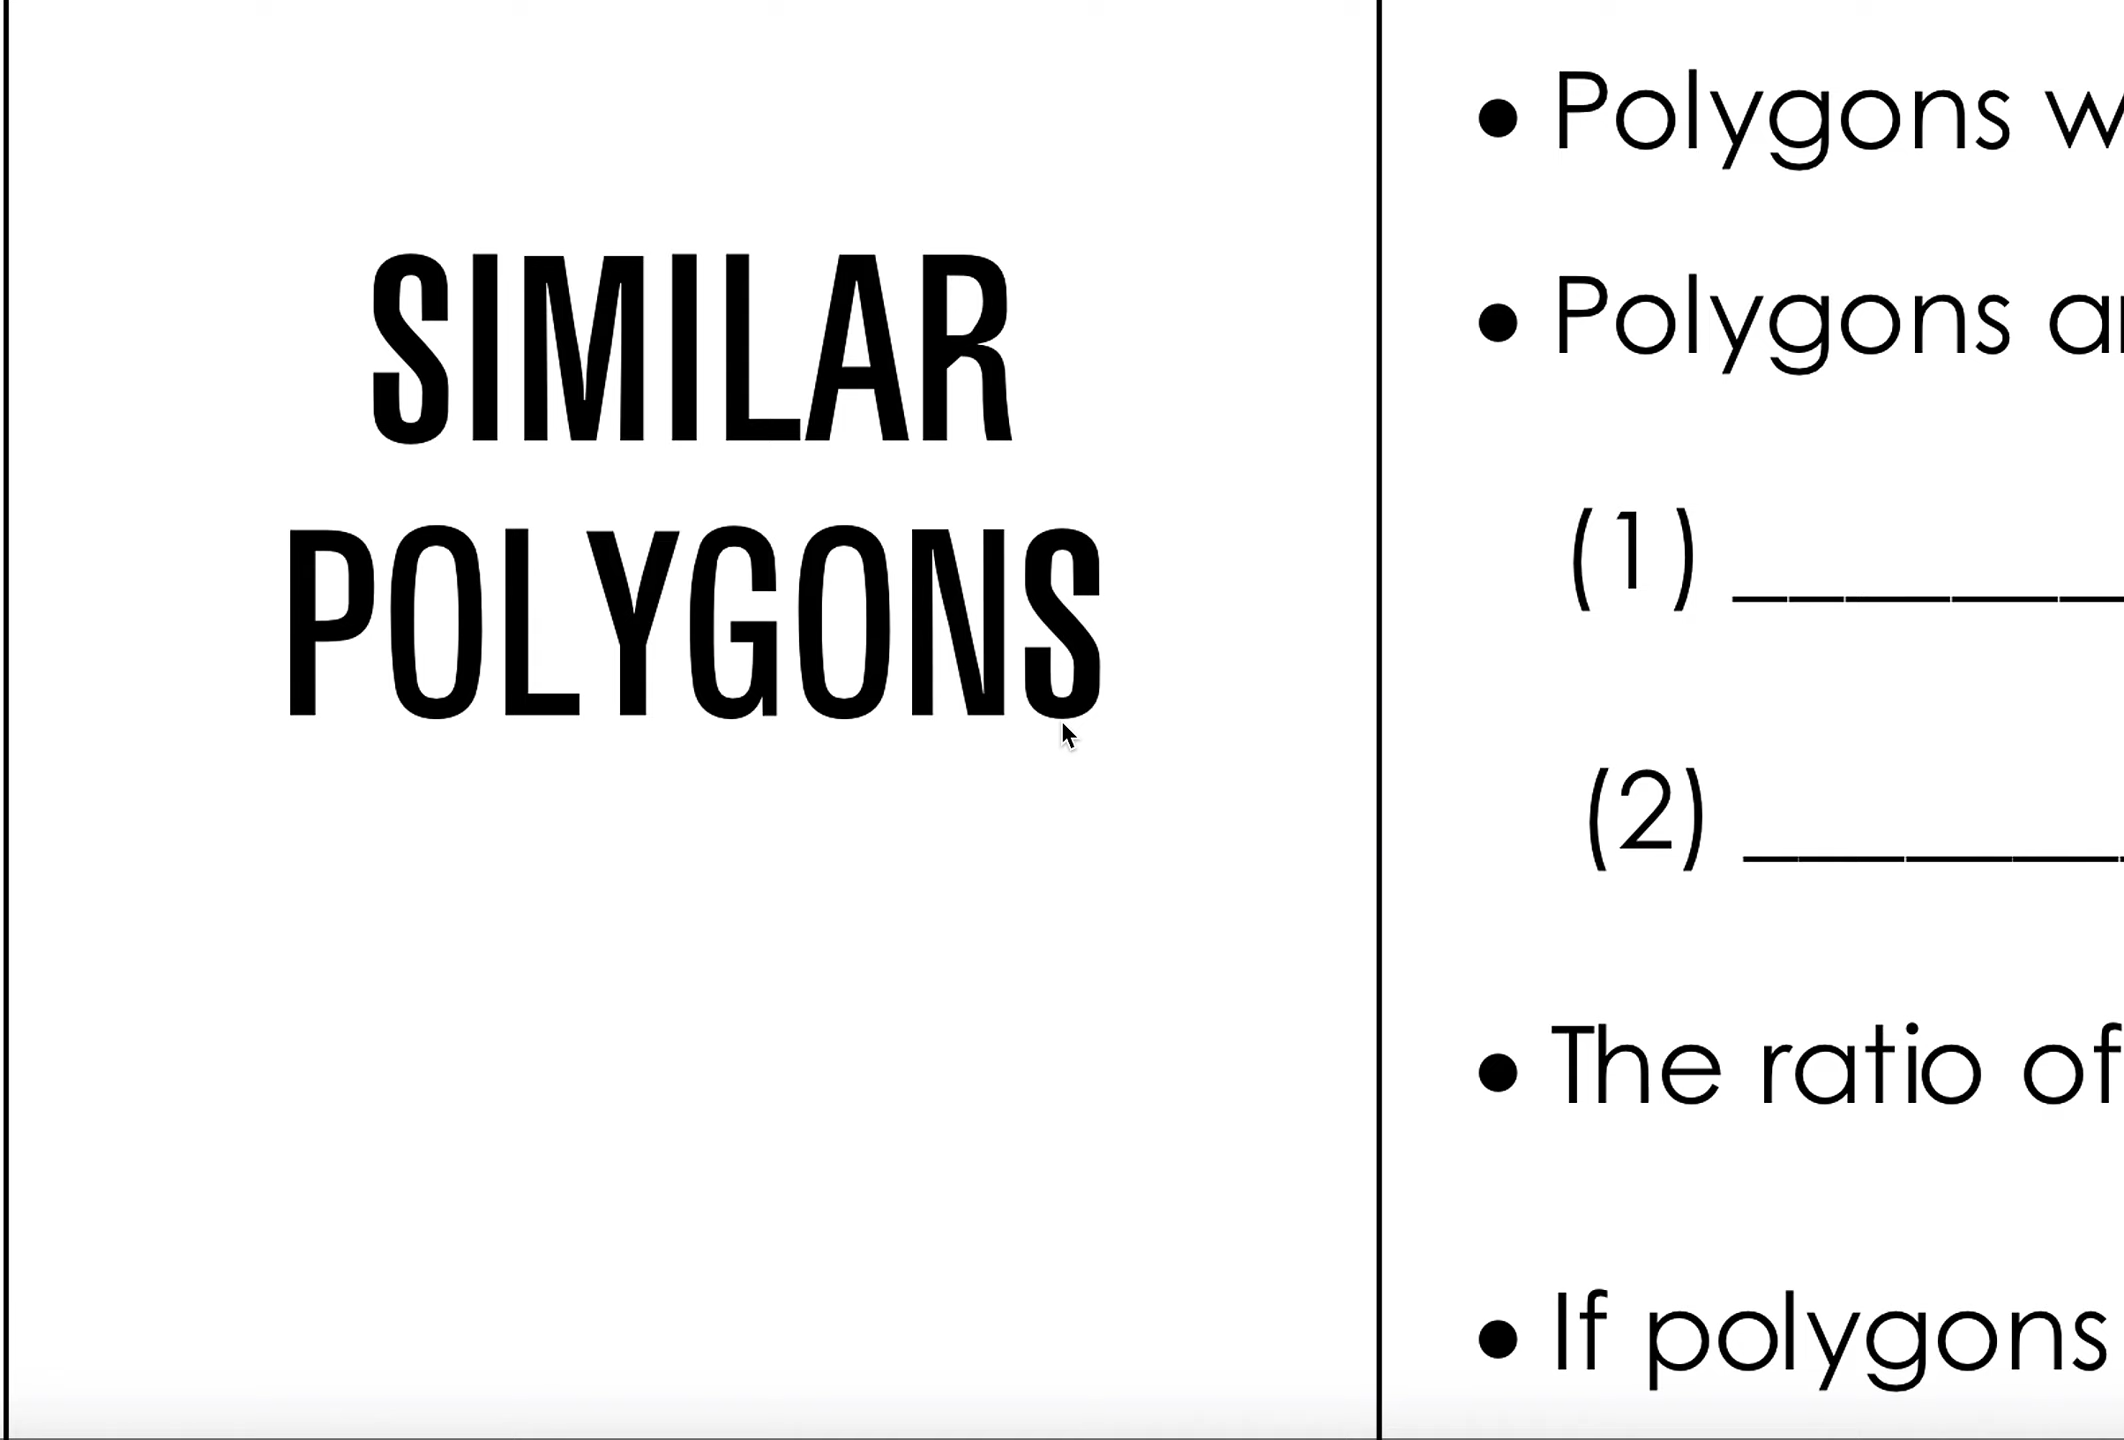 SIMILAR
POLYGONS
• Polygons
• Polygons
(1) ________
(2) ________
• The ratio of
• If polygons